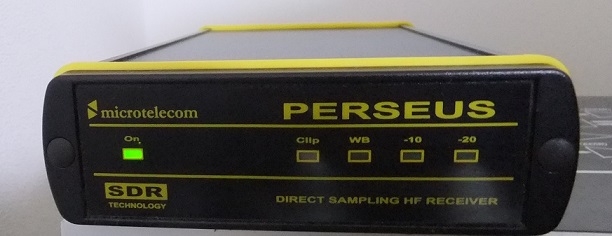 microtelecom PERSEUS
On Clip WB -10 -20
SDR
TECHNOLOGY
DIRECT SAMPLING HF RECEIVER